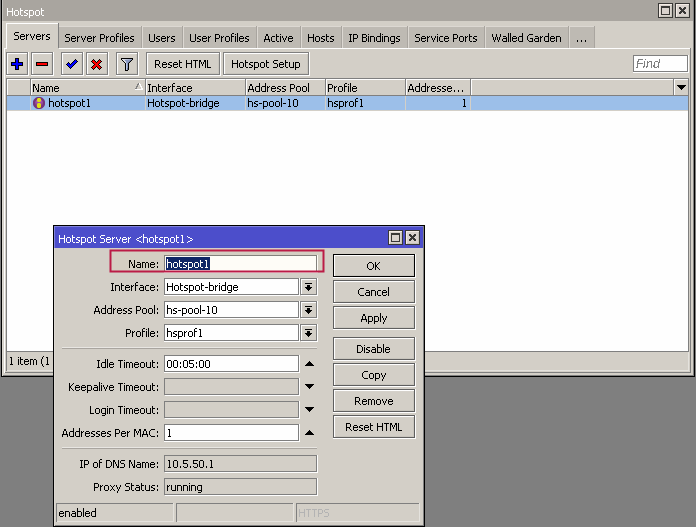 Hotspot
Servers Server Profiles Users User Profiles Active Hosts IP Bindings Service Ports Walled Garden ...
Reset HTML Hotspot Setup Find
Name Interface Address Pool Profile Addresse...
hotspot1 Hotspot-bridge hs-pool-10 hsprof1 1
1 item (1
Hotspot Server <hotspot1>
Name: hotspot1 OK
Interface: Hotspot-bridge Cancel
Address Pool: hs-pool-10 Apply
Profile: hsprof1
Disable
Idle Timeout: 00:05:00
Copy
Keepalive Timeout:
Remove
Login Timeout:
Reset HTML
Addresses Per MAC: 1
IP of DNS Name: 10.5.50.1
Proxy Status: running
enabled HTTPS